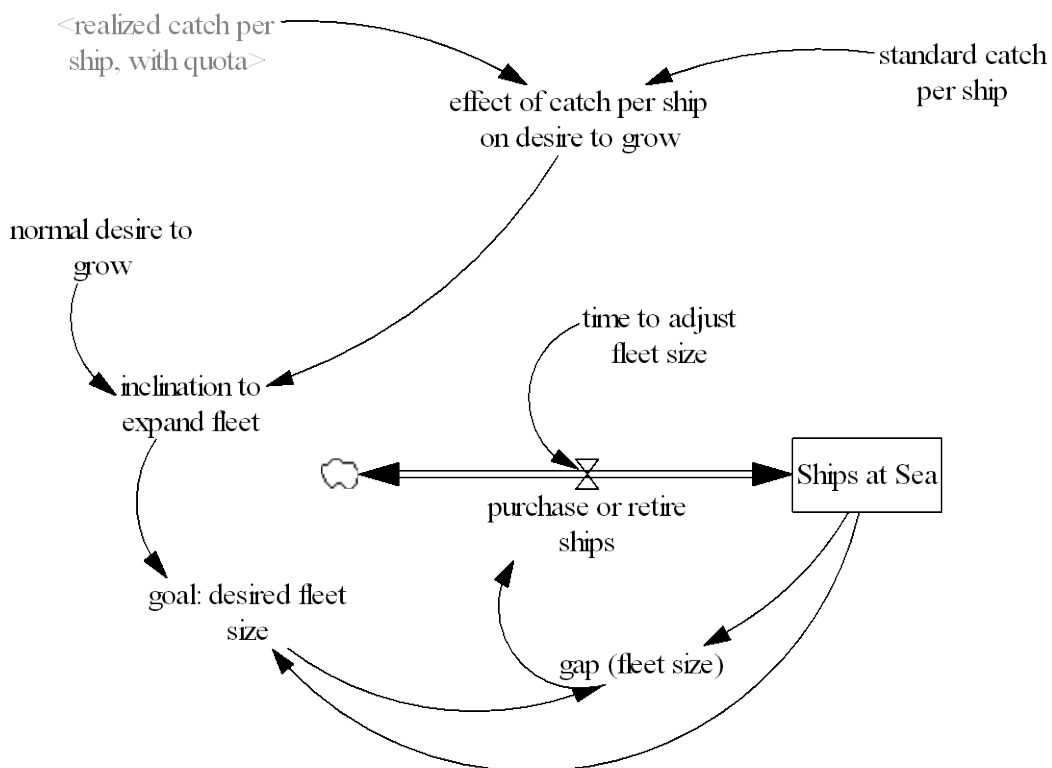 <realized catch per
ship, with quota>
standard catch
per ship
effect of catch per ship
on desire to grow
normal desire to
grow
time to adjust
fleet size
inclination to
expand fleet
Ships at Sea
purchase or retire
ships
goal: desired fleet
size
gap (fleet size)